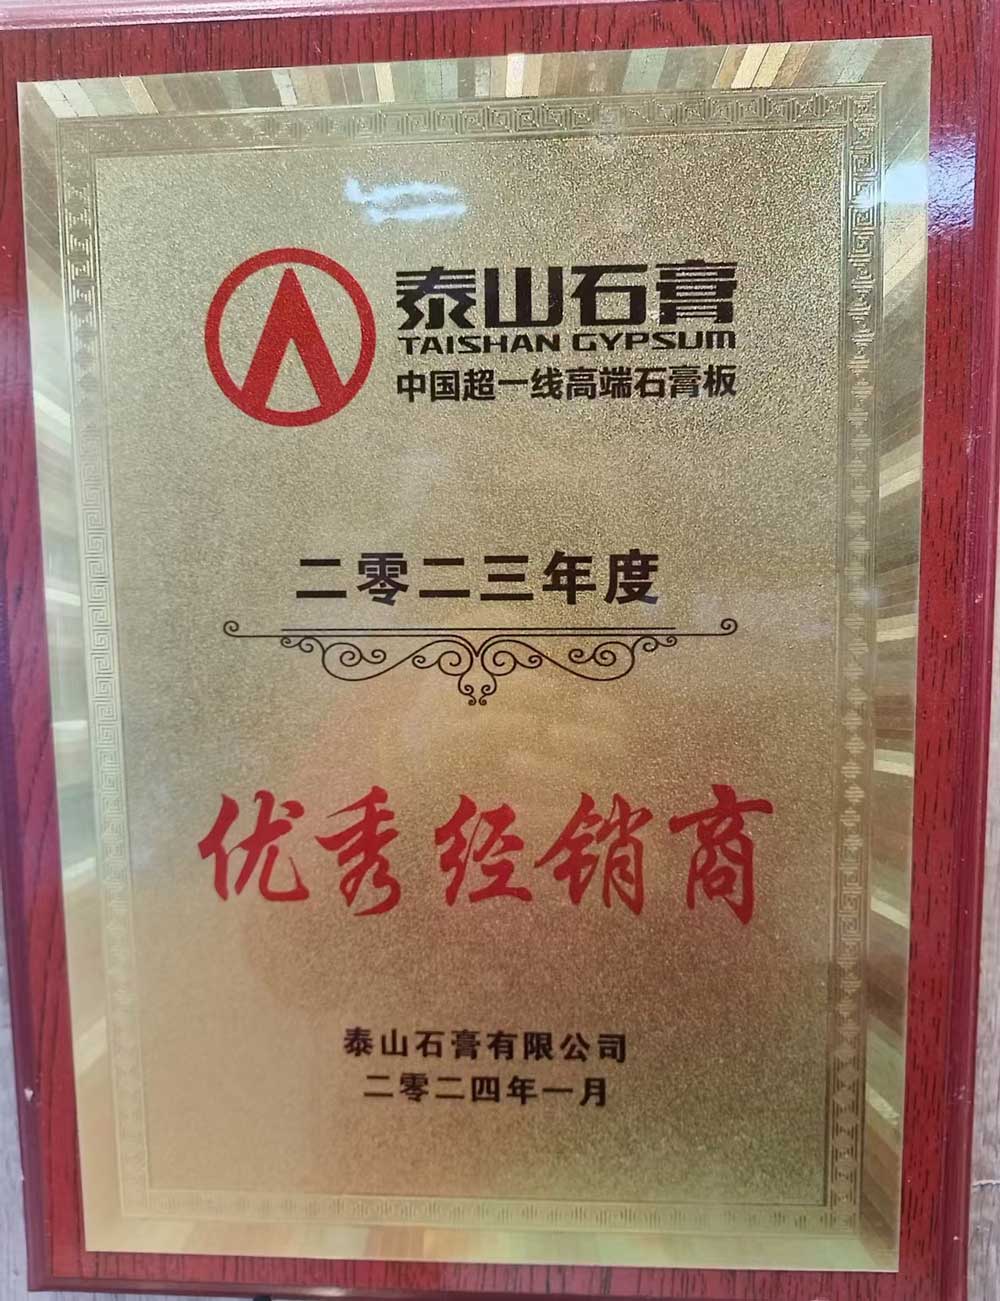 泰山石膏
TAISHAN GYPSUM
中国超一线高端石膏板
二零二三年度
优秀经销商
泰山石膏有限公司
二零二四年一月